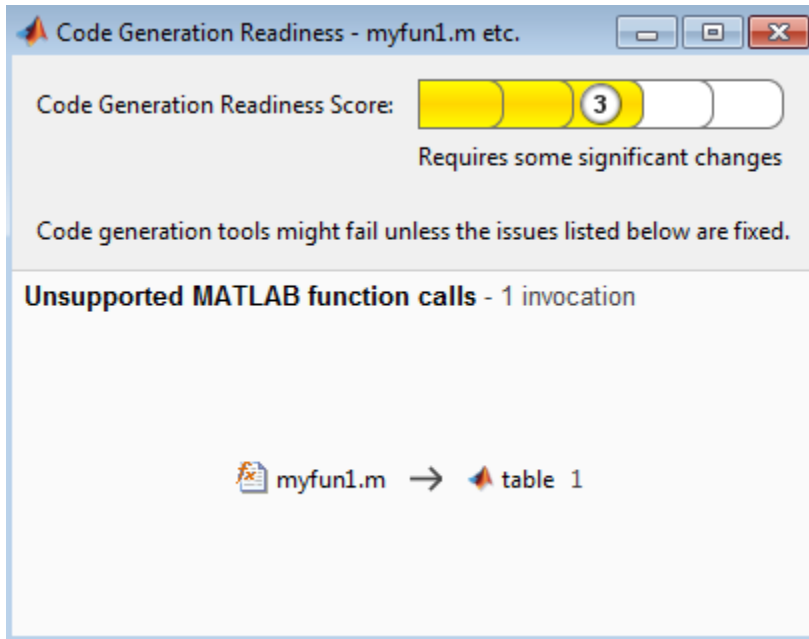 Code Generation Readiness - myfun1.m etc.
Code Generation Readiness Score:
3
Requires some significant changes
Code generation tools might fail unless the issues listed below are fixed.
Unsupported MATLAB function calls - 1 invocation
myfun1.m → table 1